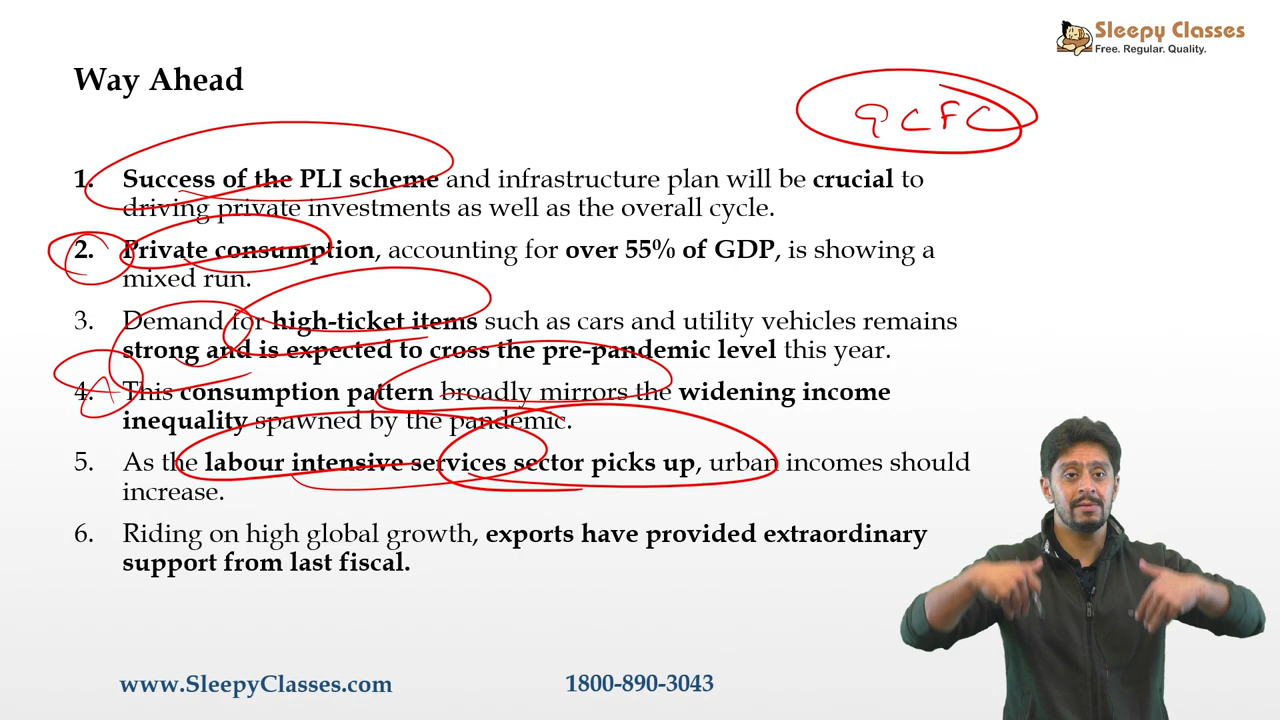 Sleepy Classes
Free. Regular. Quality.
Way Ahead
1. Success of the PLI scheme and infrastructure plan will be crucial to
driving private investments as well as the overall cycle.
2. Private consumption, accounting for over 55% of GDP, is showing a
mixed run.
3. Demand for high-ticket items such as cars and utility vehicles remains
strong and is expected to cross the pre-pandemic level this year.
4. This consumption pattern broadly mirrors the widening income
inequality spawned by the pandemic.
5. As the labour intensive services sector picks up, urban incomes should
increase.
6. Riding on high global growth, exports have provided extraordinary
support from last fiscal.
www.SleepyClasses.com
1800-890-3043